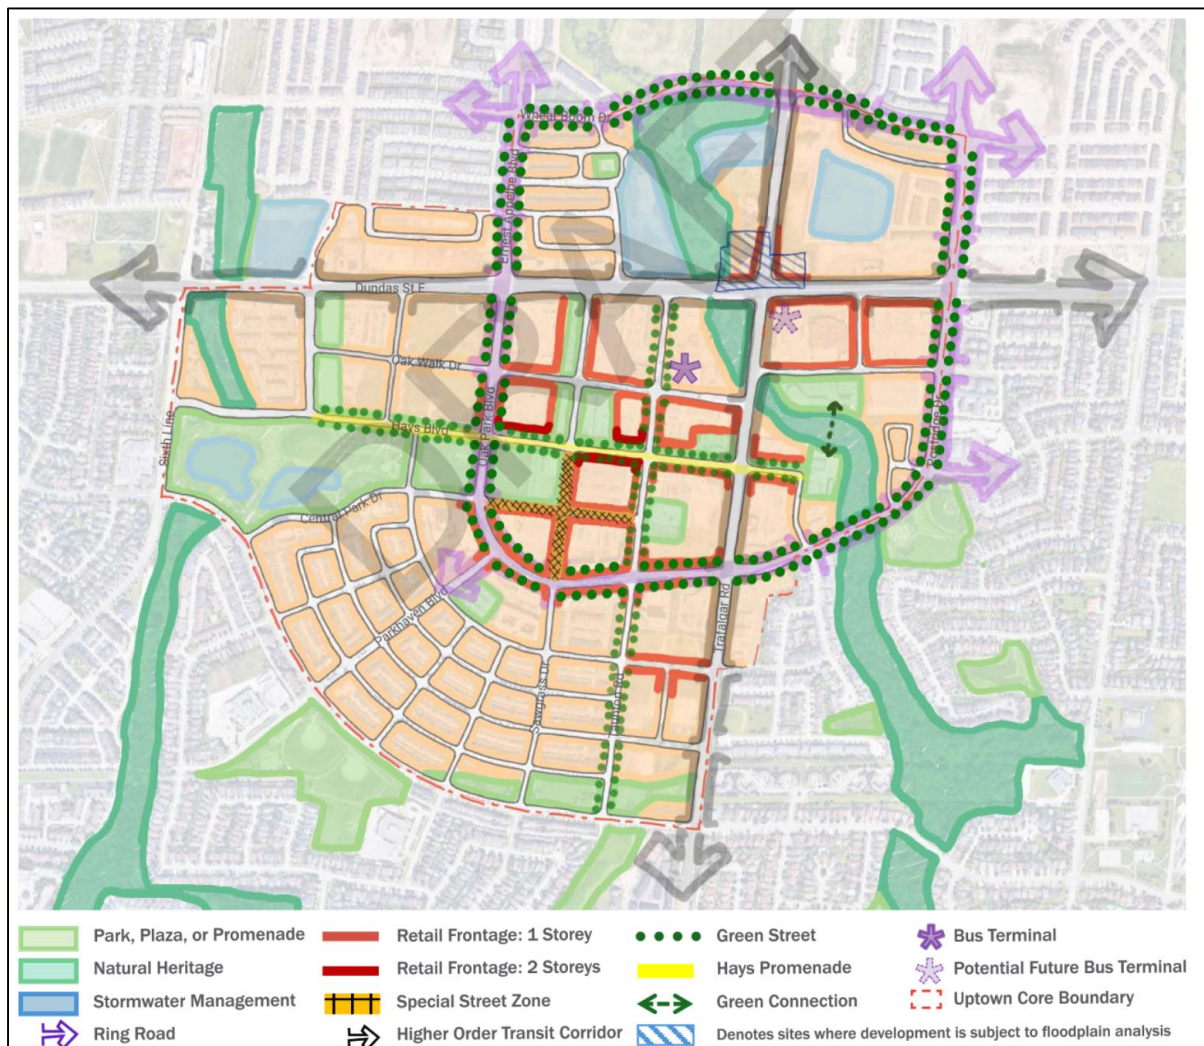 DRAFT
Wheat Boom Dr
Ernest Appelbe Blvd
Dundas St E
Oak Walk Dr
Hays Blvd
Oak Park Blvd
Sixth Line
Postridge Dr
Central Park Dr
Parkhaven Blvd
Trafalgar Rd
Sawgrass Dr
Taunton Rd
Park, Plaza, or Promenade
Natural Heritage
Stormwater Management
Ring Road
Retail Frontage: 1 Storey
Retail Frontage: 2 Storeys
Special Street Zone
Higher Order Transit Corridor
Green Street
Hays Promenade
Green Connection
Denotes sites where development is subject to floodplain analysis
Bus Terminal
Potential Future Bus Terminal
Uptown Core Boundary